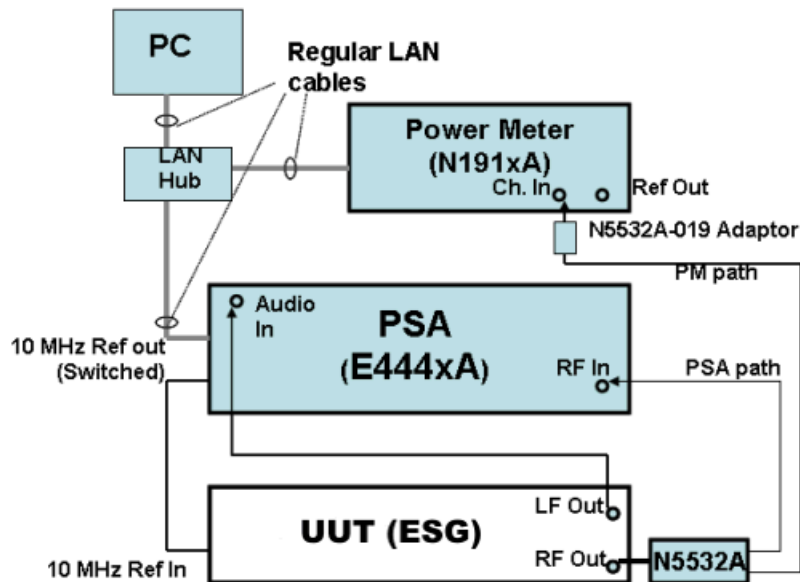 PC
Regular LAN
cables
LAN
Hub
Power Meter
(N191xA)
Ch. In
Ref Out
N5532A-019 Adaptor
PM path
Audio
In
PSA
(E444xA)
RF In
PSA path
10 MHz Ref out
(Switched)
LF Out
UUT (ESG)
RF Out
N5532A
10 MHz Ref In